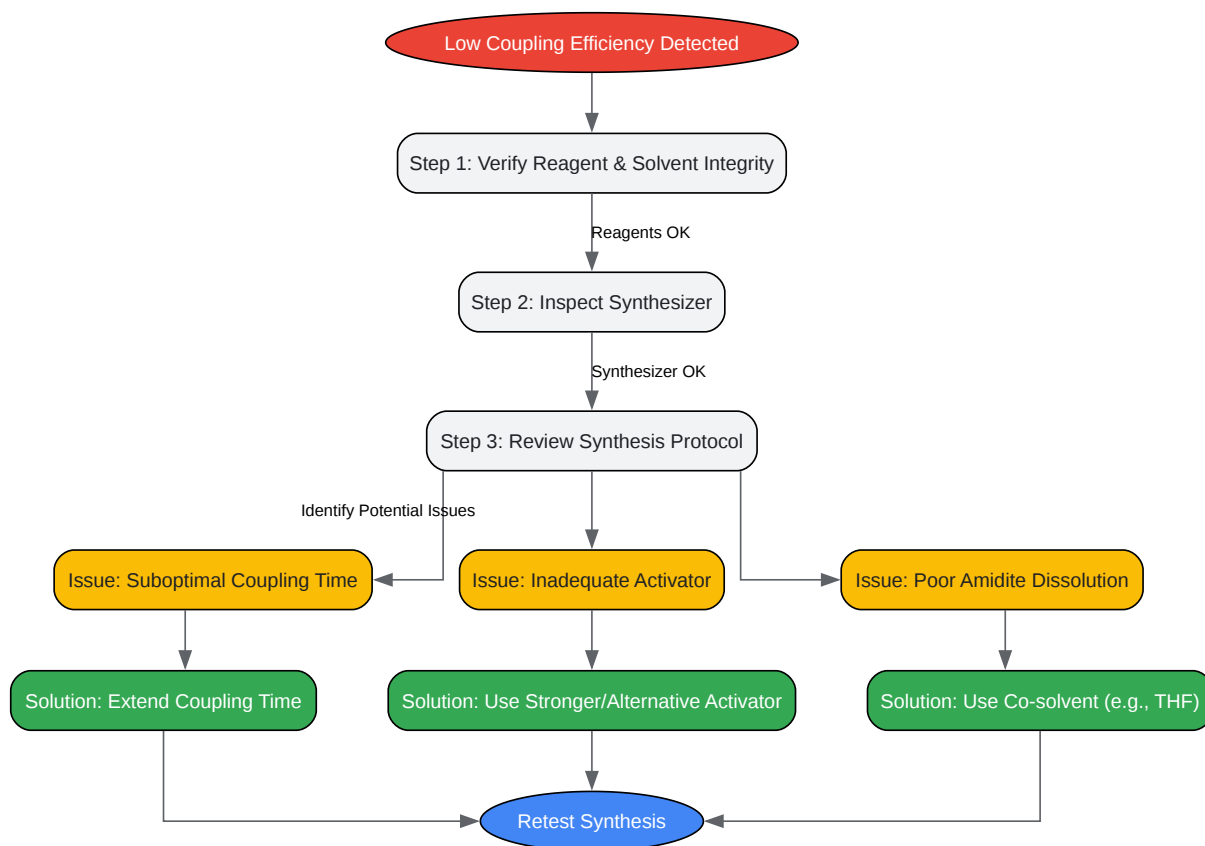 Low Coupling Efficiency Detected
Step 1: Verify Reagent & Solvent Integrity
Reagents OK
Step 2: Inspect Synthesizer
Synthesizer OK
Step 3: Review Synthesis Protocol
Identify Potential Issues
Issue: Suboptimal Coupling Time
Issue: Inadequate Activator
Issue: Poor Amidite Dissolution
Solution: Extend Coupling Time
Solution: Use Stronger/Alternative Activator
Solution: Use Co-solvent (e.g., THF)
Retest Synthesis